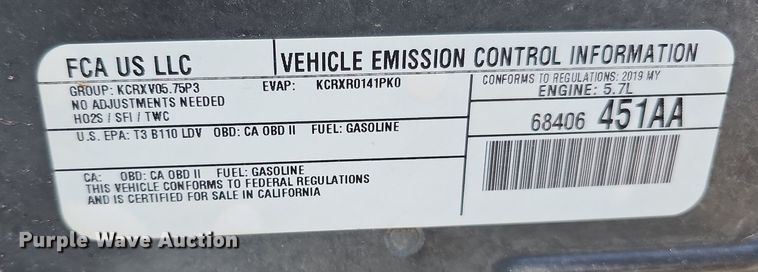 FCA US LLC
VEHICLE EMISSION CONTROL INFORMATION
GROUP: KCRXV05.75P3 EVAP: KCRXR0141PK0
NO ADJUSTMENTS NEEDED
HO2S / SFI / TWC
CONFORMS TO REGULATIONS: 2019 MY
ENGINE: 5.7L
U.S. EPA: T3 B110 LDV OBD: CA OBD II FUEL: GASOLINE
68406 451AA
CA: OBD: CA OBD II FUEL: GASOLINE
THIS VEHICLE CONFORMS TO FEDERAL REGULATIONS
AND IS CERTIFIED FOR SALE IN CALIFORNIA
Purple Wave Auction